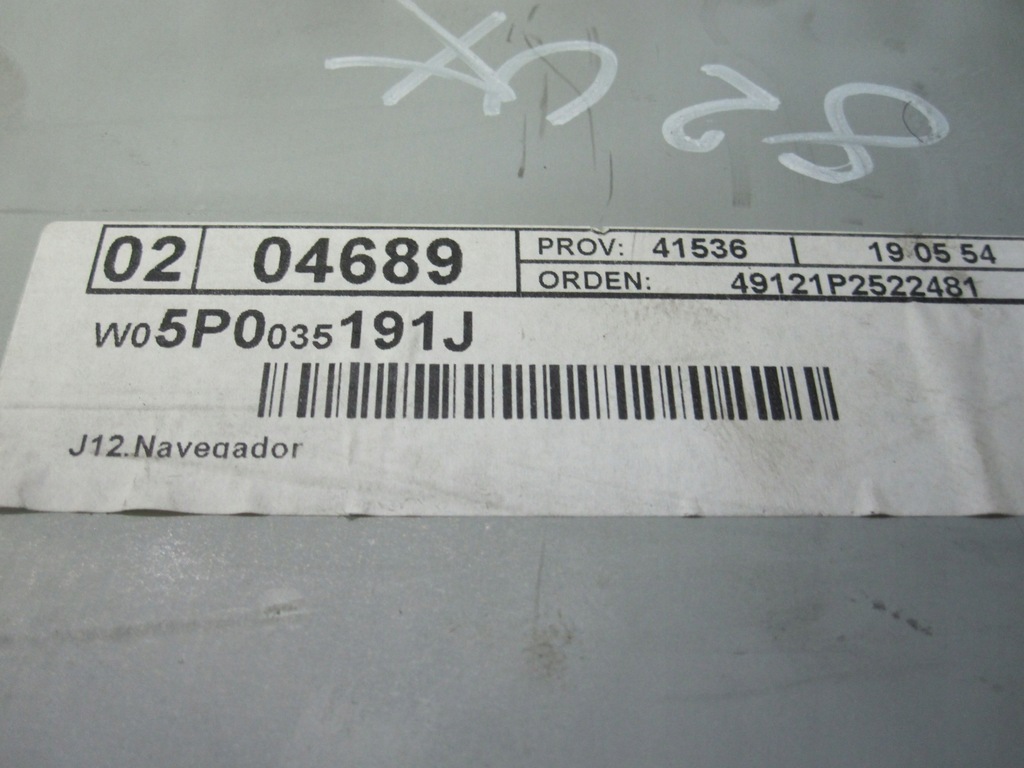 02 04689 PROV: 41536 19 05 54
ORDEN: 49121P2522481
W05P0035191J
J12.Navegador